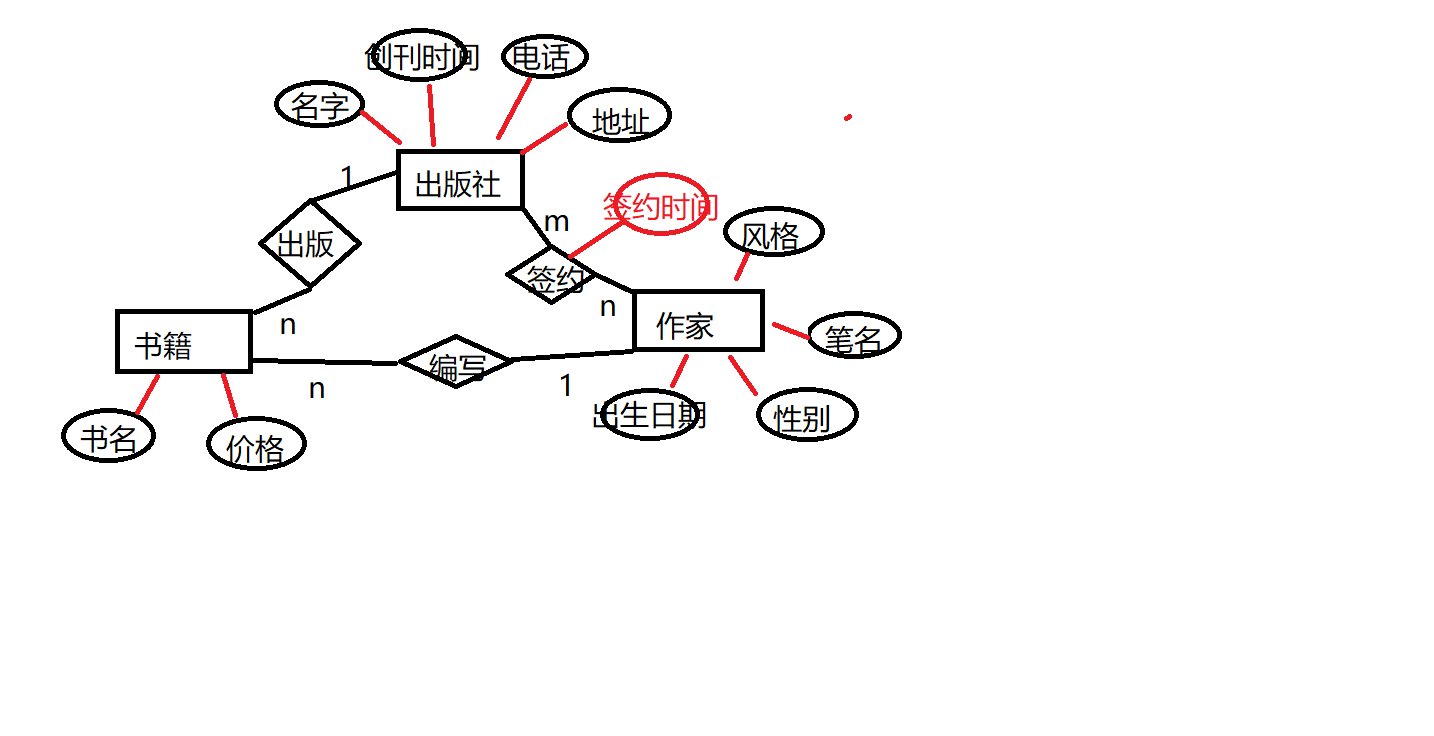 创刊时间
电话
名字
地址
1
出版社
签约时间
m
风格
出版
签约
n
n
作家
笔名
书籍
编写
n
1
出生日期
性别
书名
价格